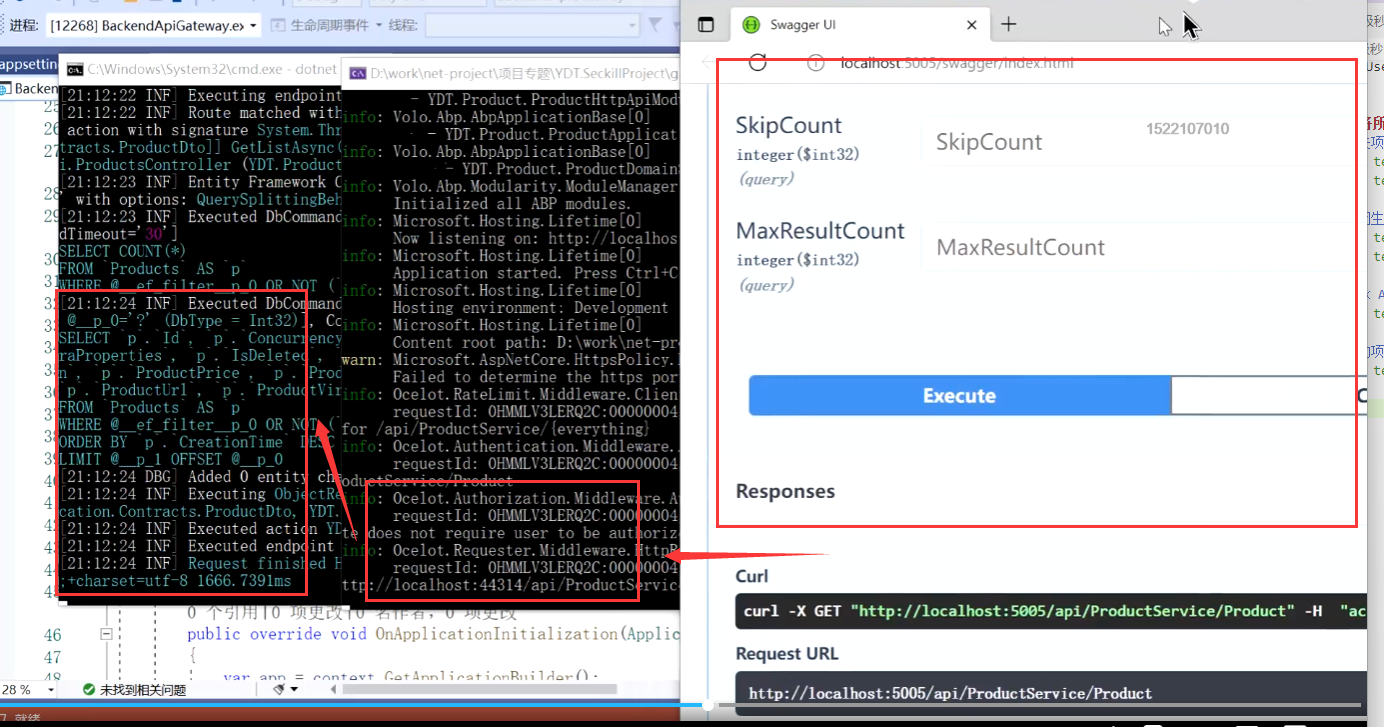 进程: [12268] BackendApiGateway.ex
生命周期事件
线程:
appsettin
Backen
C:\Windows\System32\cmd.exe - dotnet
[21:12:22 INF] Executing endpoint
[21:12:22 INF] Route matched with
action with signature System.Thr
tracts.ProductDto]] GetListAsync(
i.ProductsController (YDT.Product
[21:12:23 INF] Entity Framework C
with options: QuerySplittingBeh
[21:12:23 INF] Executed DbCommand
dTimeout='30']
SELECT COUNT(*)
FROM `Products` AS `p`
WHERE @__ef_filter__p_0 OR NOT (
[21:12:24 INF] Executed DbCommand
@__p_0='?' (DbType = Int32)], Co
SELECT `p`.`Id`, `p`.`Concurrency
raProperties`, `p`.`IsDeleted`,
n`, `p`.`ProductPrice`, `p`.`Prod
`p`.`ProductUrl`, `p`.`ProductVir
FROM `Products` AS `p`
WHERE @__ef_filter__p_0 OR NOT (
ORDER BY `p`.`CreationTime` DESC
LIMIT @__p_1 OFFSET @__p_0
[21:12:24 DBG] Added 0 entity ch
[21:12:24 INF] Executing ObjectRe
cation.Contracts.ProductDto, YDT.
[21:12:24 INF] Executed action YD
[21:12:24 INF] Executed endpoint
[21:12:24 INF] Request finished H
;+charset=utf-8 1666.7391ms
D:\work\net-project\项目专题\YDT.SeckillProject\g
- YDT.Product.ProductHttpApiModu
info: Volo.Abp.AbpApplicationBase[0]
- YDT.Product.ProductApplicat
info: Volo.Abp.AbpApplicationBase[0]
- YDT.Product.ProductDomainS
info: Volo.Abp.Modularity.ModuleManager
Initialized all ABP modules.
info: Microsoft.Hosting.Lifetime[0]
Now listening on: http://localhos
info: Microsoft.Hosting.Lifetime[0]
Application started. Press Ctrl+C
info: Microsoft.Hosting.Lifetime[0]
Hosting environment: Development
info: Microsoft.Hosting.Lifetime[0]
Content root path: D:\work\net-pr
warn: Microsoft.AspNetCore.HttpsPolicy.
Failed to determine the https por
info: Ocelot.RateLimit.Middleware.Clien
requestId: OHMMLV3LERQ2C:00000004
for /api/ProductService/{everything}
info: Ocelot.Authentication.Middleware.
requestId: OHMMLV3LERQ2C:00000004
oductService/Product
info: Ocelot.Authorization.Middleware.A
requestId: OHMMLV3LERQ2C:00000004
te does not require user to be authoriz
info: Ocelot.Requester.Middleware.HttpR
requestId: OHMMLV3LERQ2C:00000004
ttp://localhost:44314/api/ProductServic
0 个引用|0 项更改|0 名作者, 0 项更改
46 public override void OnApplicationInitialization(Applic
47 {
48 var app = context.GetApplicationBuilder();
28 %
未找到相关问题
就绪
Swagger UI
localhost:5005/swagger/index.html
SkipCount
integer($int32)
(query)
SkipCount
1522107010
MaxResultCount
integer($int32)
(query)
MaxResultCount
Execute
Responses
Curl
curl -X GET "http://localhost:5005/api/ProductService/Product" -H "ac
Request URL
http://localhost:5005/api/ProductService/Product